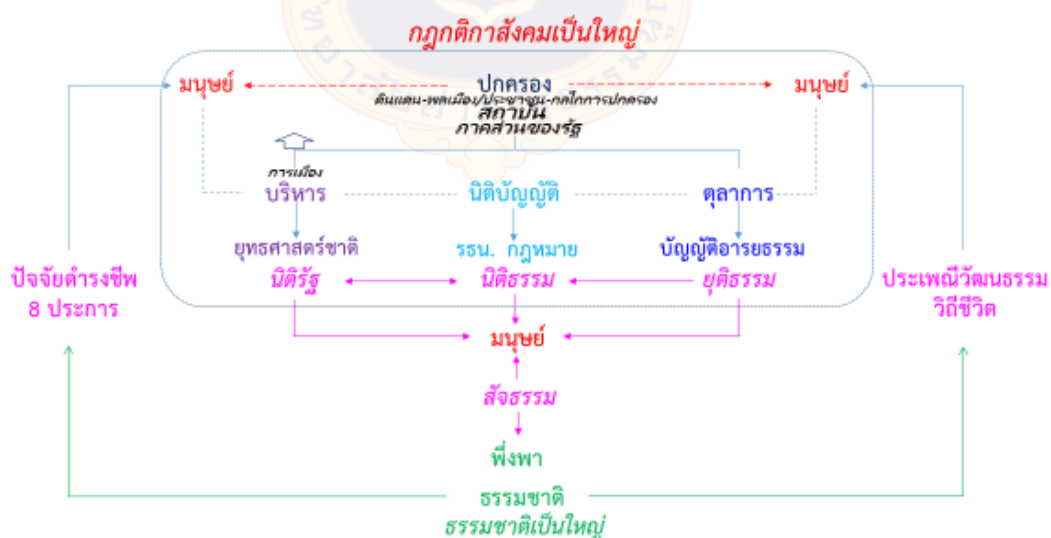 กฎกติกาสังคมเป็นใหญ่
มนุษย์ ปกครอง มนุษย์
ดินแดน-พลเมือง/ประชาชน-กลไกการปกครอง
สถาบัน
ภาคส่วนของรัฐ
การเมือง
บริหาร นิติบัญญัติ ตุลาการ
ยุทธศาสตร์ชาติ รธน. กฎหมาย บัญญัติอารยธรรม
นิติรัฐ นิติธรรม ยุติธรรม
ปัจจัยดำรงชีพ
8 ประการ
ประเพณีวัฒนธรรม
วิถีชีวิต
มนุษย์
สัจธรรม
พึ่งพา
ธรรมชาติ
ธรรมชาติเป็นใหญ่